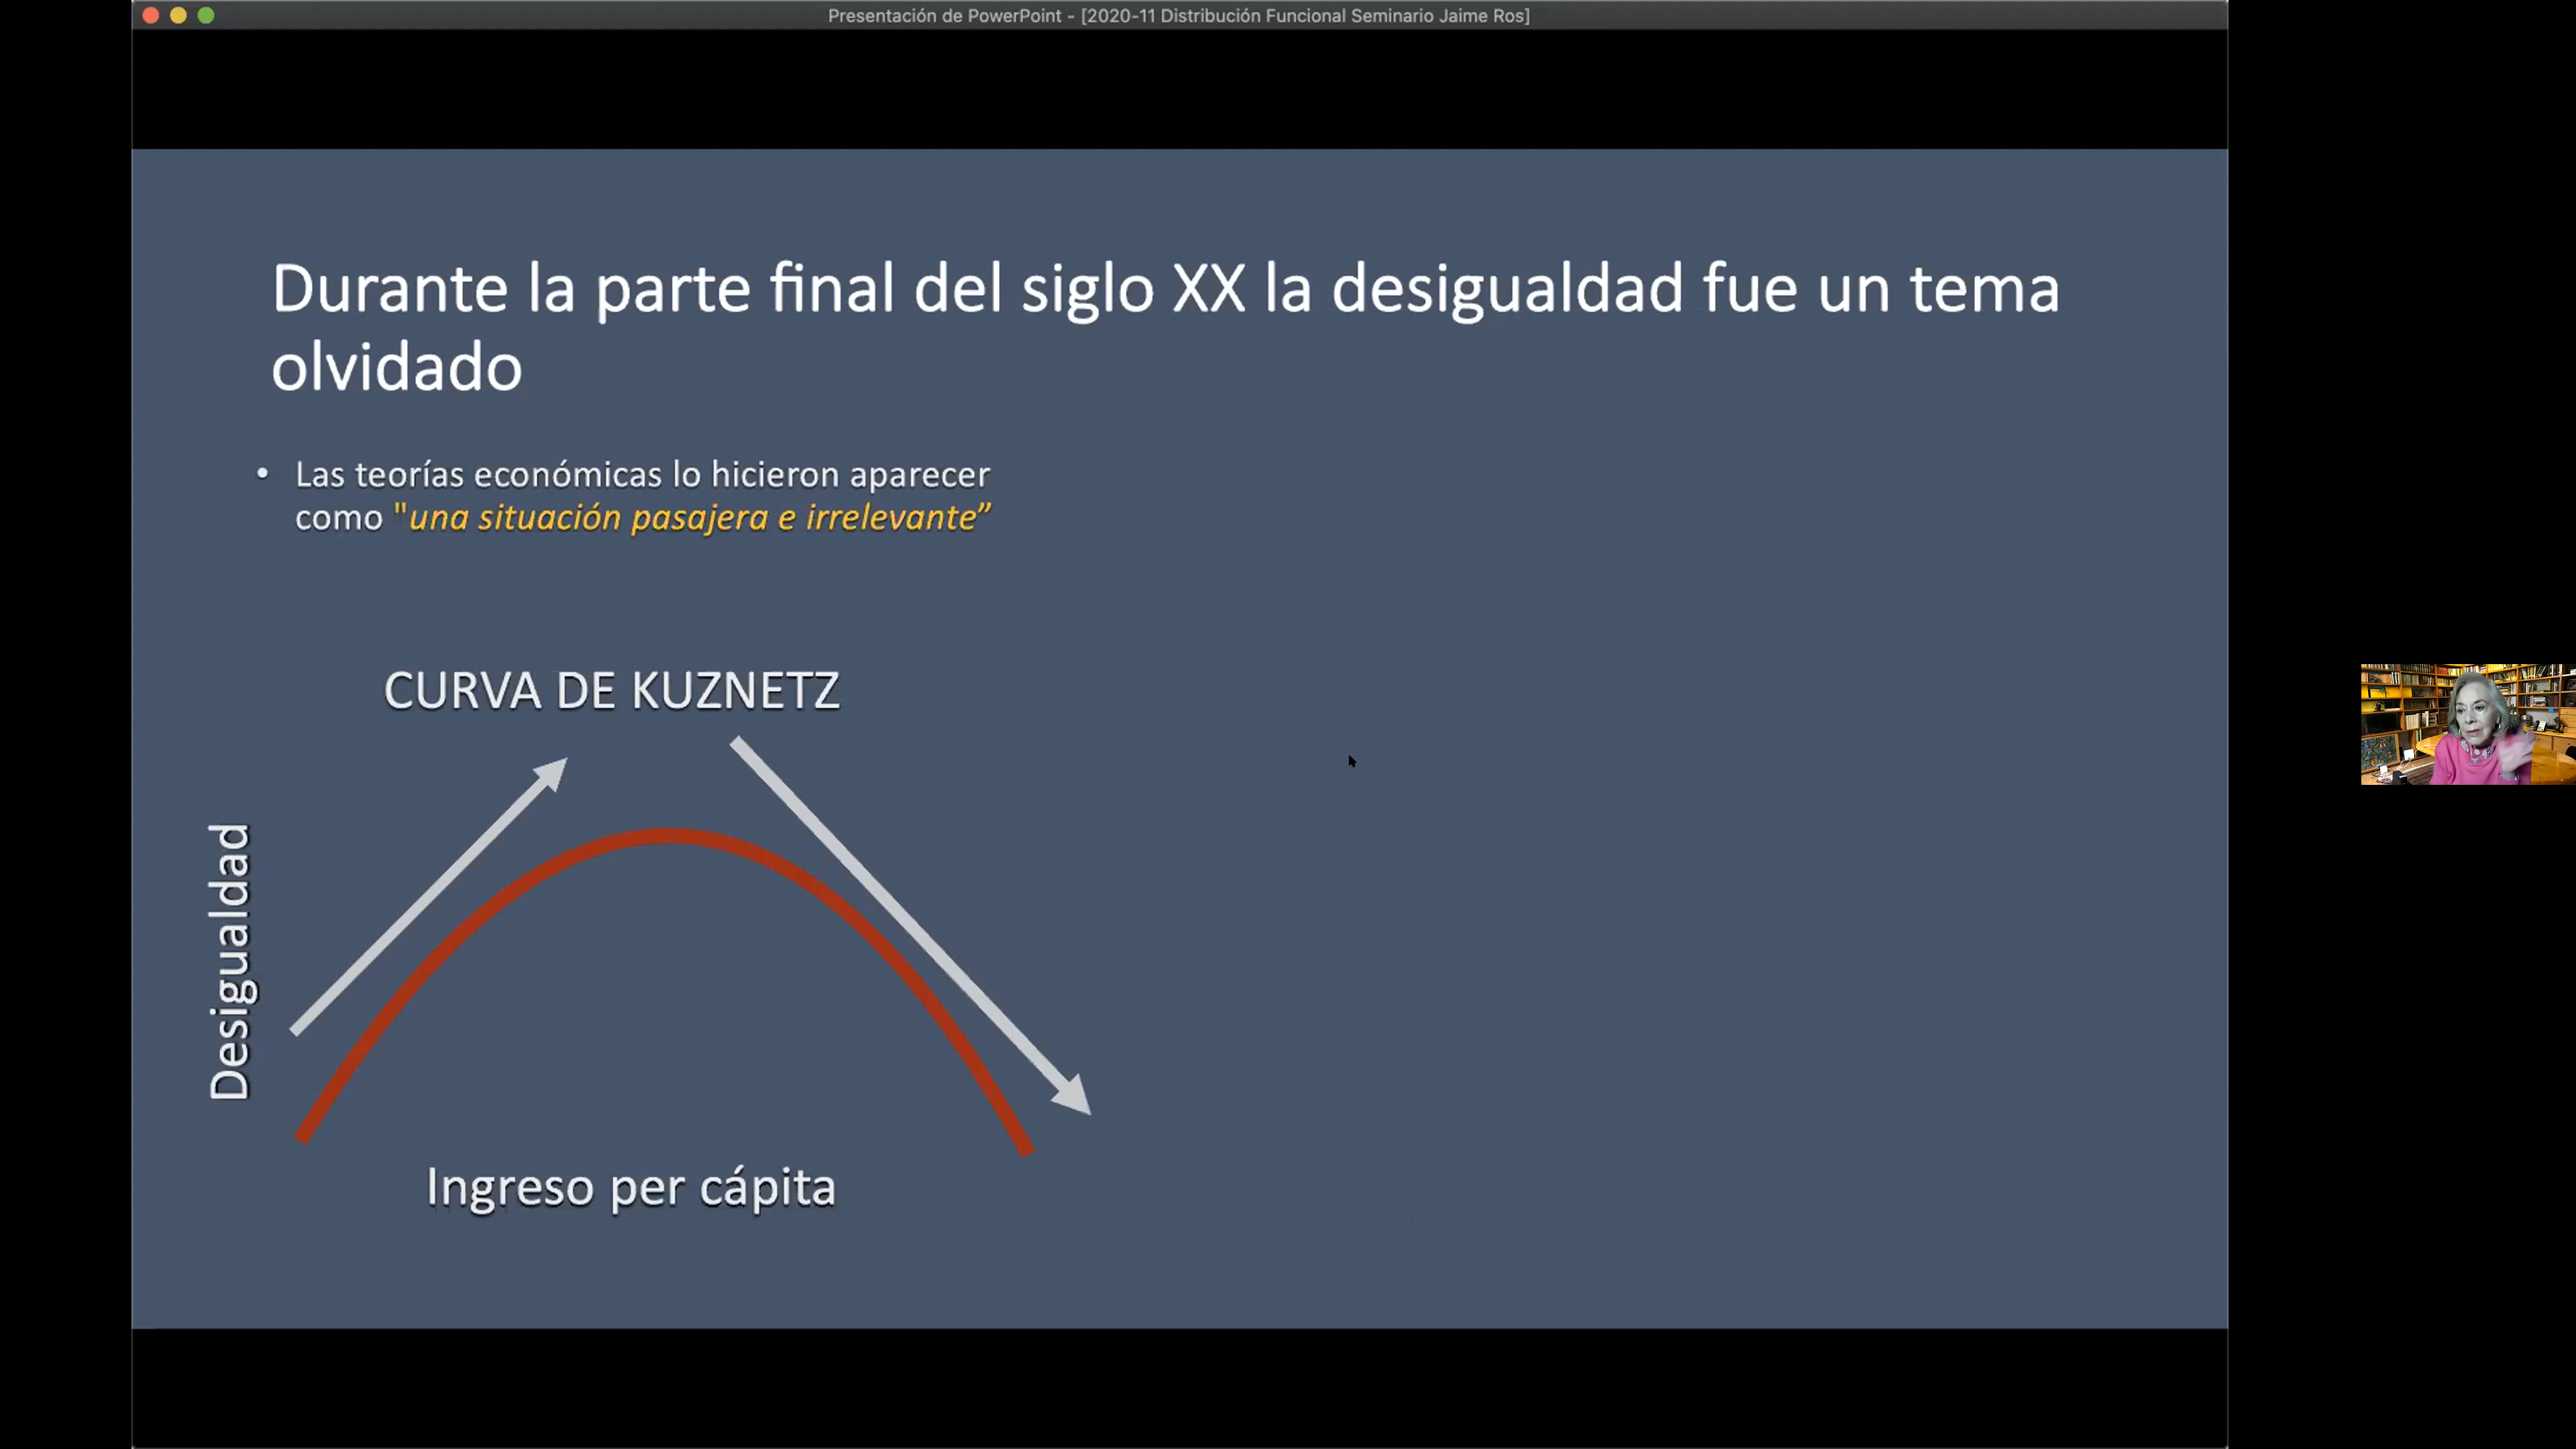 Presentación de PowerPoint - [2020-11 Distribución Funcional Seminario Jaime Ros]
Durante la parte final del siglo XX la desigualdad fue un tema
olvidado
• Las teorías económicas lo hicieron aparecer
como "una situación pasajera e irrelevante”
CURVA DE KUZNETZ
Desigualdad
Ingreso per cápita